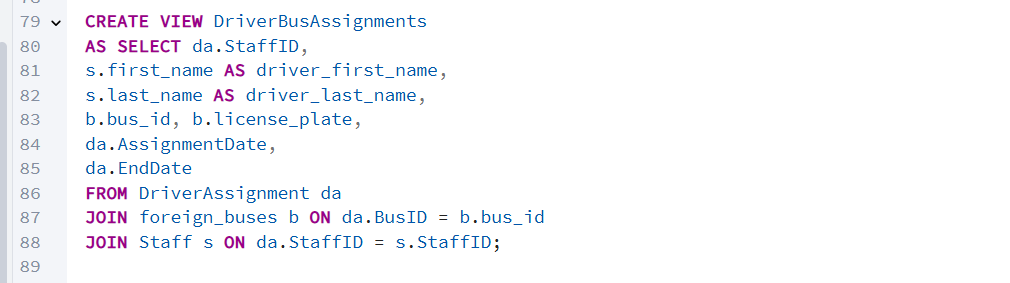 79 CREATE VIEW DriverBusAssignments
80 AS SELECT da.StaffID,
81 s.first_name AS driver_first_name,
82 s.last_name AS driver_last_name,
83 b.bus_id, b.license_plate,
84 da.AssignmentDate,
85 da.EndDate
86 FROM DriverAssignment da
87 JOIN foreign_buses b ON da.BusID = b.bus_id
88 JOIN Staff s ON da.StaffID = s.StaffID;
89